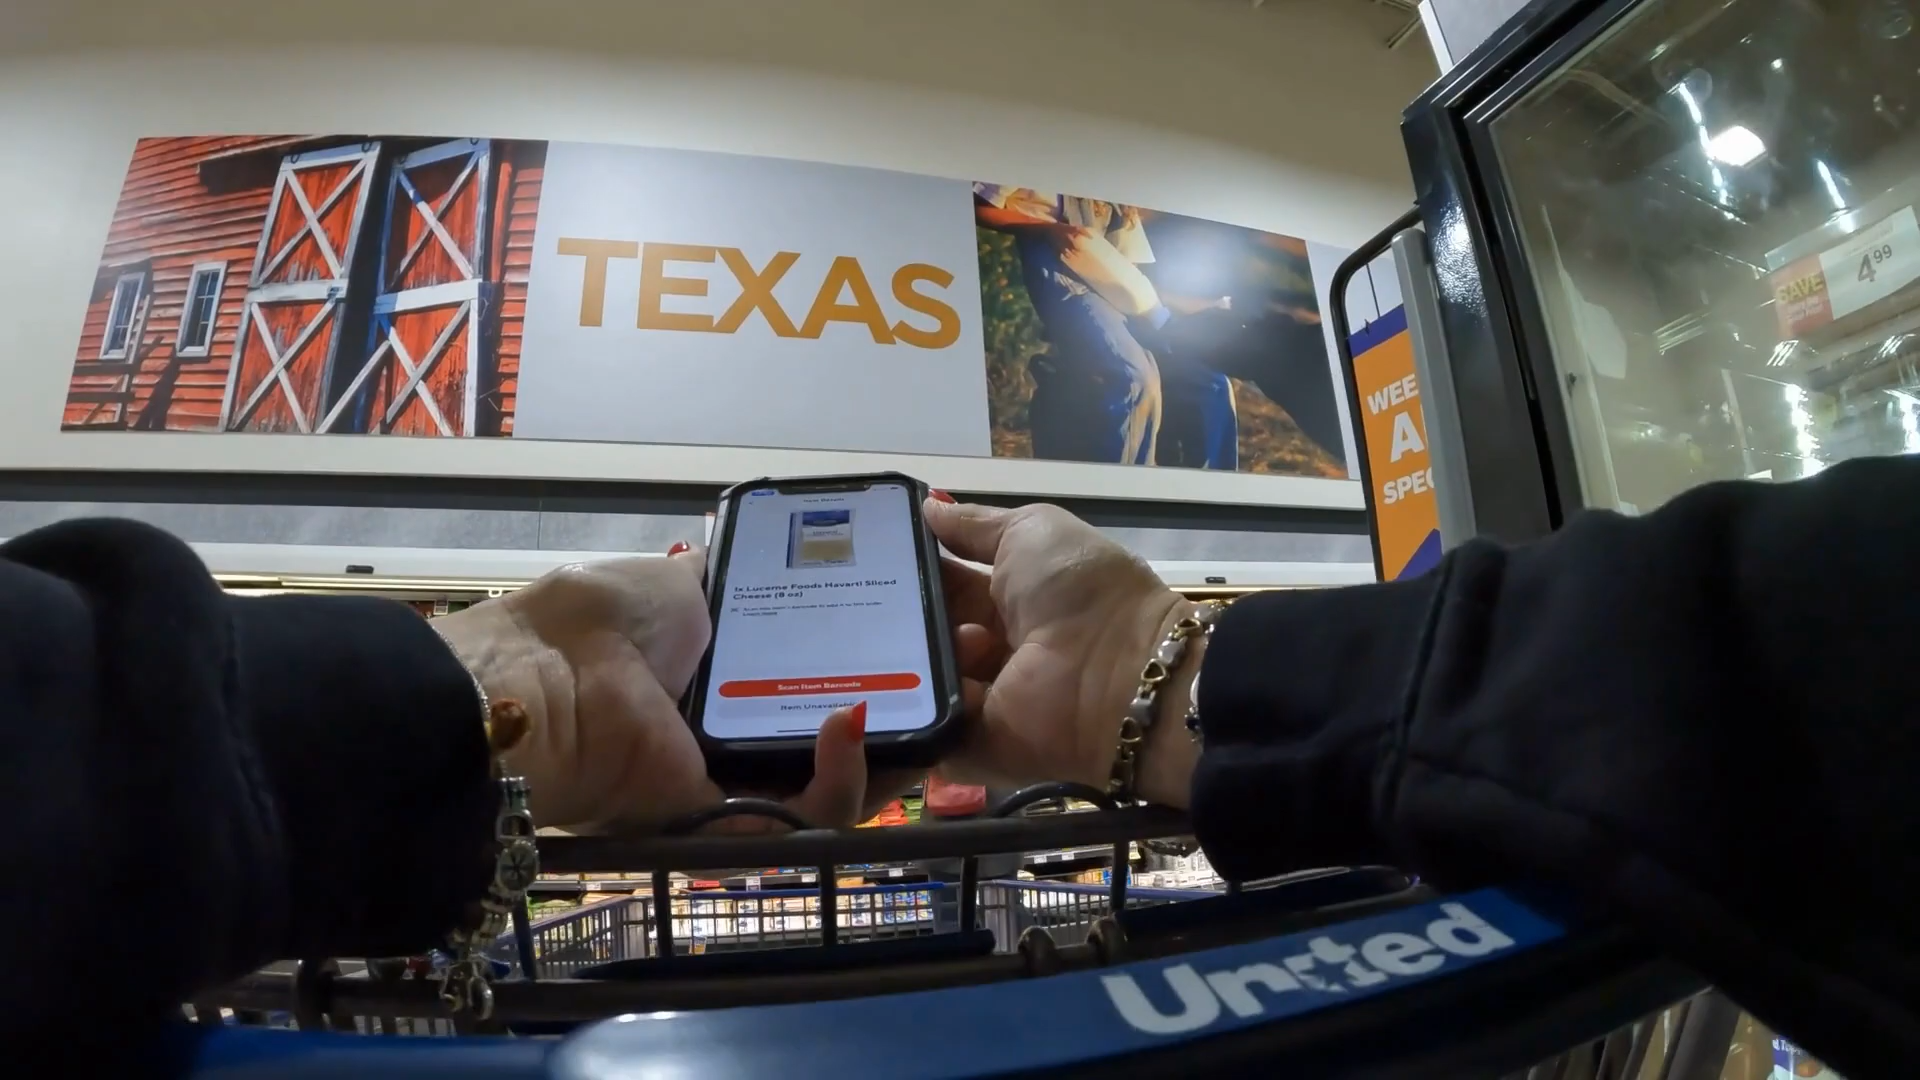 TEXAS
SAVE
4.99
WEE
A
SPEC
1x Lucerne Foods Havarti Sliced
Cheese (8 oz)
Scan Item Barcode
Item Unavailable
United